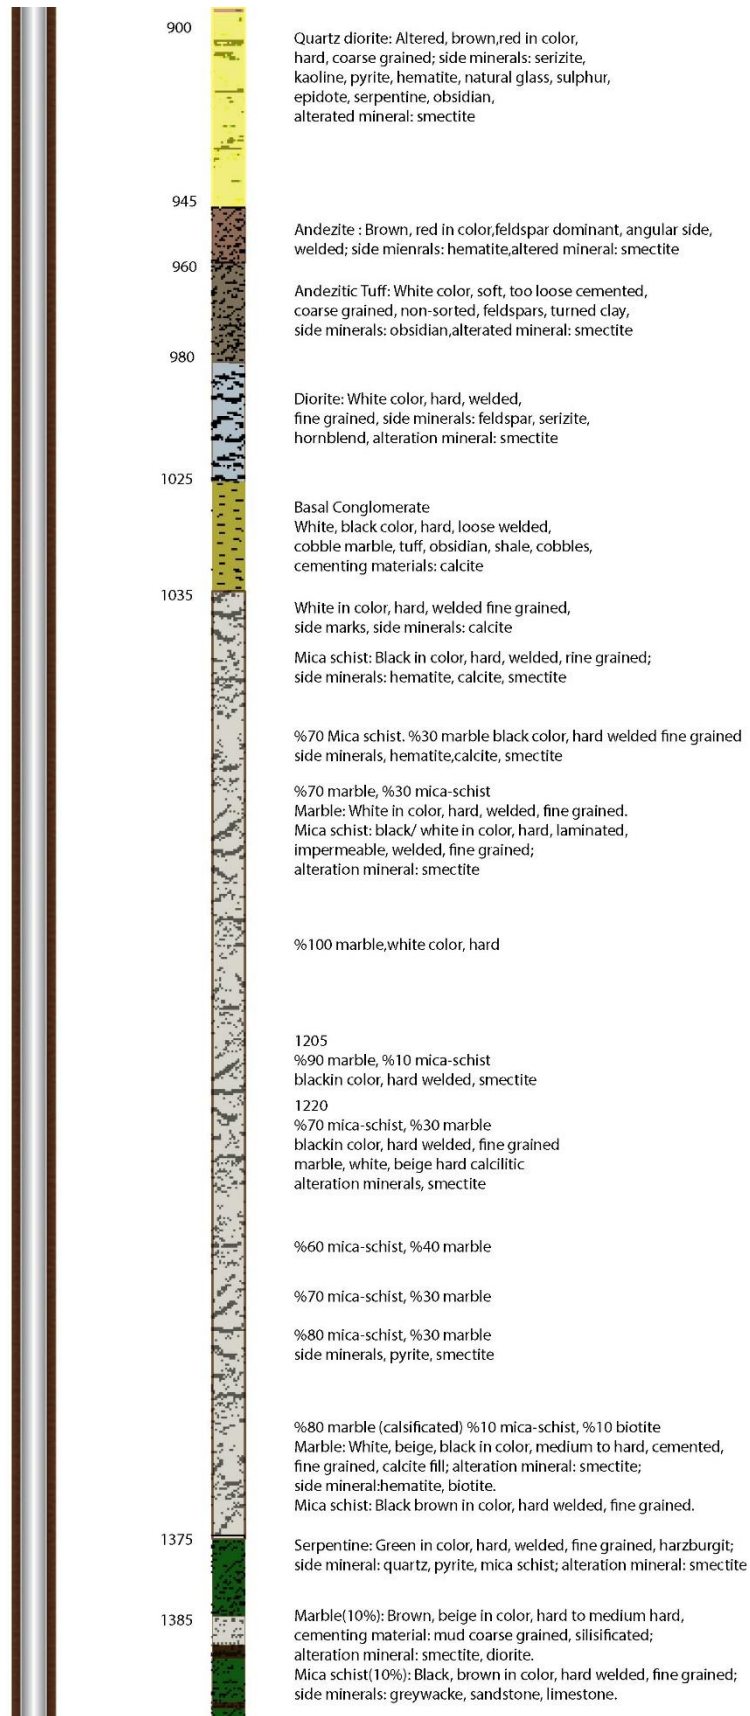 900
Quartz diorite: Altered, brown,red in color,
hard, coarse grained; side minerals: serizite,
kaoline, pyrite, hematite, natural glass, sulphur,
epidote, serpentine, obsidian,
alterated mineral: smectite
945
Andezite : Brown, red in color,feldspar dominant, angular side,
welded; side mienrals: hematite,altered mineral: smectite
960
Andezitic Tuff: White color, soft, too loose cemented,
coarse grained, non-sorted, feldspars, turned clay,
side minerals: obsidian,alterated mineral: smectite
980
Diorite: White color, hard, welded,
fine grained, side minerals: feldspar, serizite,
hornblend, alteration mineral: smectite
1025
Basal Conglomerate
White, black color, hard, loose welded,
cobble marble, tuff, obsidian, shale, cobbles,
cementing materials: calcite
1035
White in color, hard, welded fine grained,
side marks, side minerals: calcite
Mica schist: Black in color, hard, welded, rine grained;
side minerals: hematite, calcite, smectite
%70 Mica schist. %30 marble black color, hard welded fine grained
side minerals, hematite,calcite, smectite
%70 marble, %30 mica-schist
Marble: White in color, hard, welded, fine grained.
Mica schist: black/ white in color, hard, laminated,
impermeable, welded, fine grained;
alteration mineral: smectite
%100 marble,white color, hard
1205
%90 marble, %10 mica-schist
blackin color, hard welded, smectite
1220
%70 mica-schist, %30 marble
blackin color, hard welded, fine grained
marble, white, beige hard calcilitic
alteration minerals, smectite
%60 mica-schist, %40 marble
%70 mica-schist, %30 marble
%80 mica-schist, %30 marble
side minerals, pyrite, smectite
%80 marble (calsificated) %10 mica-schist, %10 biotite
Marble: White, beige, black in color, medium to hard, cemented,
fine grained, calcite fill; alteration mineral: smectite;
side mineral:hematite, biotite.
Mica schist: Black brown in color, hard welded, fine grained.
1375
Serpentine: Green in color, hard, welded, fine grained, harzburgit;
side mineral: quartz, pyrite, mica schist; alteration mineral: smectite
1385
Marble(10%): Brown, beige in color, hard to medium hard,
cementing material: mud coarse grained, silisificated;
alteration mineral: smectite, diorite.
Mica schist(10%): Black, brown in color, hard welded, fine grained;
side minerals: greywacke, sandstone, limestone.